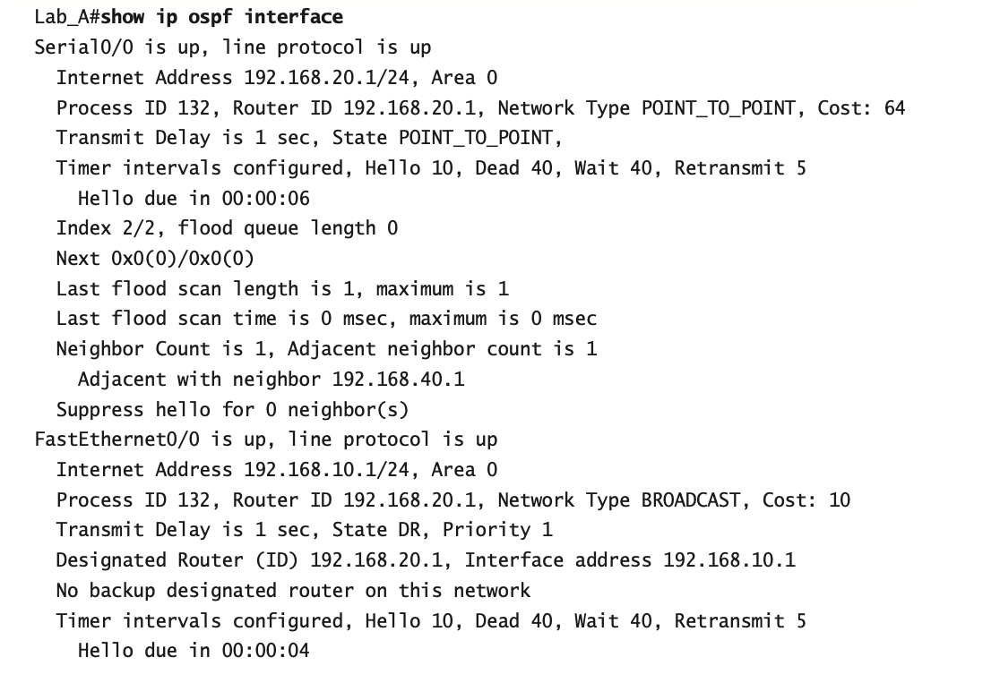 Lab_A#show ip ospf interface
Serial0/0 is up, line protocol is up
Internet Address 192.168.20.1/24, Area 0
Process ID 132, Router ID 192.168.20.1, Network Type POINT_TO_POINT, Cost: 64
Transmit Delay is 1 sec, State POINT_TO_POINT,
Timer intervals configured, Hello 10, Dead 40, Wait 40, Retransmit 5
Hello due in 00:00:06
Index 2/2, flood queue length 0
Next 0x0(0)/0x0(0)
Last flood scan length is 1, maximum is 1
Last flood scan time is 0 msec, maximum is 0 msec
Neighbor Count is 1, Adjacent neighbor count is 1
Adjacent with neighbor 192.168.40.1
Suppress hello for 0 neighbor(s)
FastEthernet0/0 is up, line protocol is up
Internet Address 192.168.10.1/24, Area 0
Process ID 132, Router ID 192.168.20.1, Network Type BROADCAST, Cost: 10
Transmit Delay is 1 sec, State DR, Priority 1
Designated Router (ID) 192.168.20.1, Interface address 192.168.10.1
No backup designated router on this network
Timer intervals configured, Hello 10, Dead 40, Wait 40, Retransmit 5
Hello due in 00:00:04